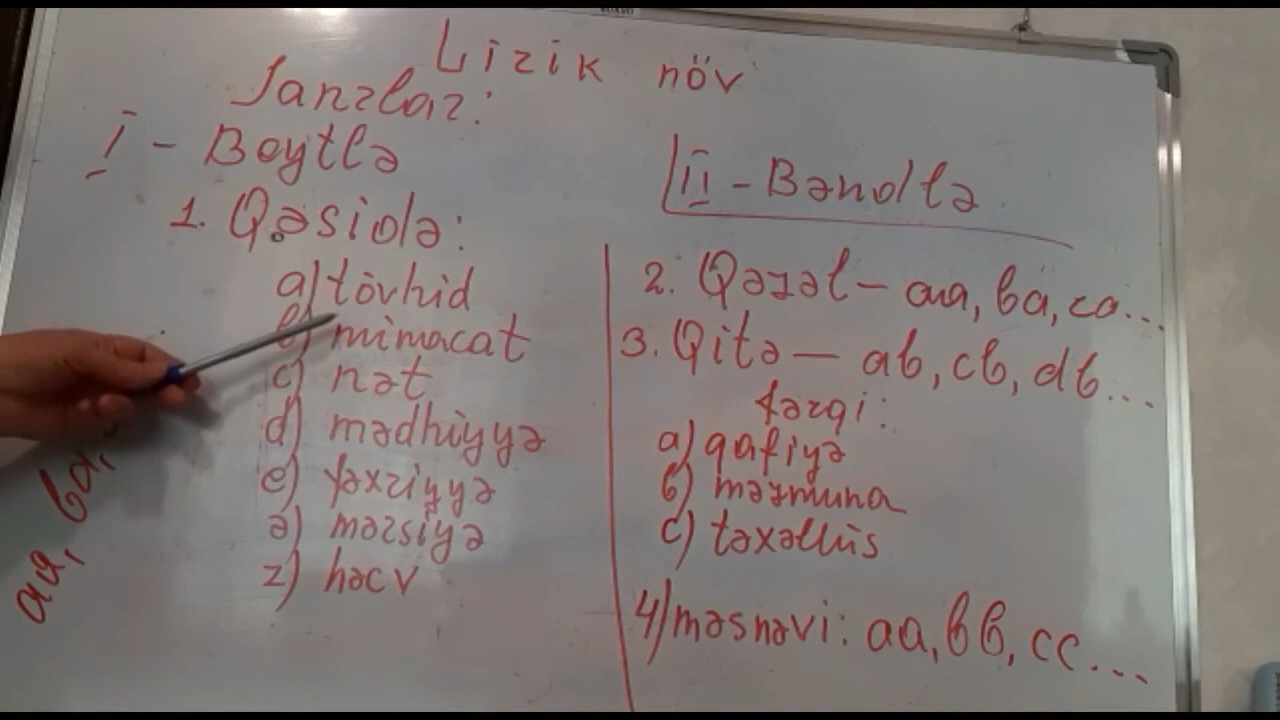 Lirik növ
Janrlar:
I - Beytlə
1. Qəsidə:
a) tövhid
b) minacat
c) nət
d) mədhiyyə
e) fəxriyyə
ə) mərsiyə
z) həcv
aa, ba,
II - Bəndlə
2. Qəzəl - aa, ba, ca...
3. Qitə - ab, cb, db...
fərqi:
a) qafiyə
b) məzmuna
c) təxəllüs
4) məsnəvi: aa, bb, cc...